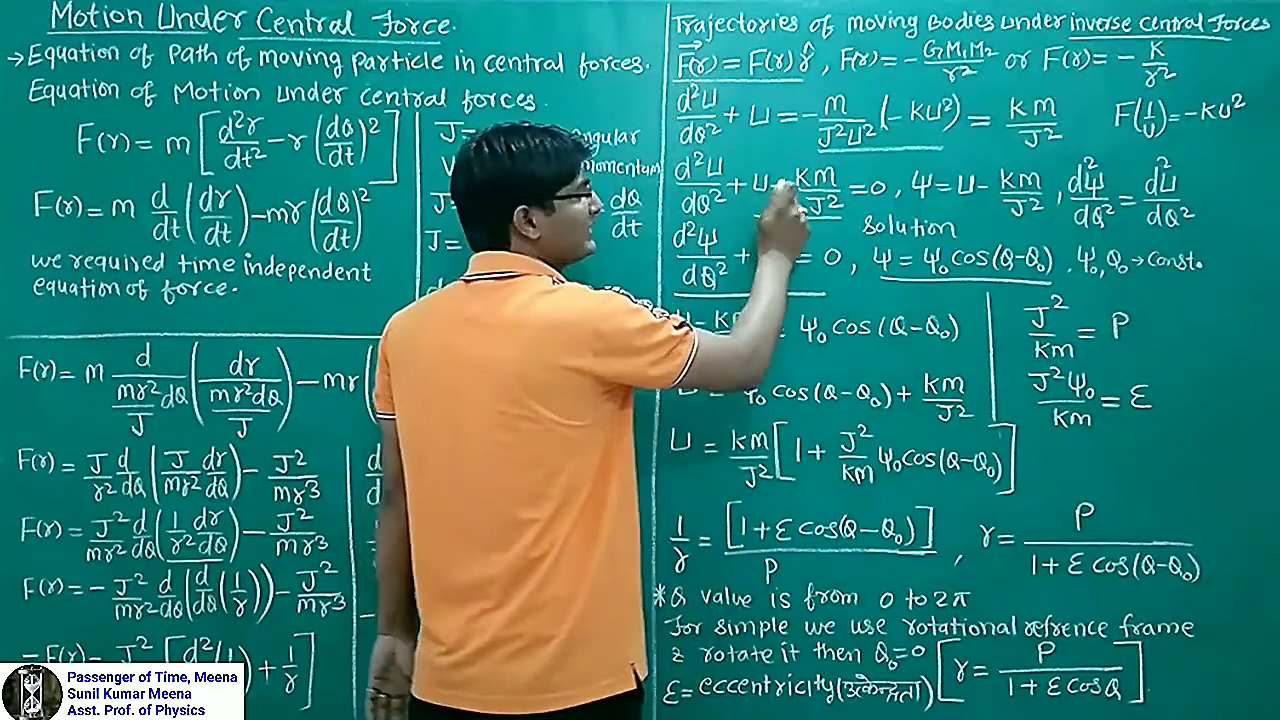 Motion Under Central Force.
→ Equation of Path of moving particle in central forces.
Equation of Motion Under central forces.
F(r) = m [ d²r/dt² - r (dθ/dt)² ]
F(r) = m d/dt (dr/dt) - mr (dθ/dt)²
we required time independent
equation of force.
J =
angular
momentum
J =
dθ/dt
J =
F(r) = m d/(mr²dθ/J) (dr/(mr²dθ/J)) - mr (
F(r) = J/r² d/dθ (J/mr² dr/dθ) - J²/mr³
F(r) = J²/mr² d/dθ (1/r² dr/dθ) - J²/mr³
F(r) = - J²/mr² d/dθ (d/dθ (1/r)) - J²/mr³
+ 1/r ]
Trajectories of moving Bodies under inverse central Forces
F⃗(r) = F(r) r̂ , F(r) = - G M₁M₂/r² or F(r) = - K/r²
d²U/dθ² + U = - m/J²U² (-KU²) = Km/J² F(1/U) = -KU²
d²U/dθ² + U - Km/J² = 0 , Ψ = U - Km/J² , d²Ψ/dθ² = d²U/dθ²
Solution
d²Ψ/dθ² + = 0 , Ψ = Ψ₀ cos(θ-θ₀) , Ψ₀, θ₀ → Const.
U - Km = Ψ₀ cos(θ-θ₀)
J²/Km = P
Ψ₀ cos(θ-θ₀) + Km/J²
J²Ψ₀/Km = ε
U = Km/J² [ 1 + J²/Km Ψ₀ cos(θ-θ₀) ]
1/r = [1 + ε cos(θ-θ₀)]/P , r = P/(1 + ε cos(θ-θ₀))
* θ value is from 0 to 2π
For simple we use rotational refrence frame
& rotate it then θ₀=0 [ r = P/(1 + ε cosθ) ]
ε = eccentricity (उत्केन्द्रता)
Passenger of Time, Meena
Sunil Kumar Meena
Asst. Prof. of Physics